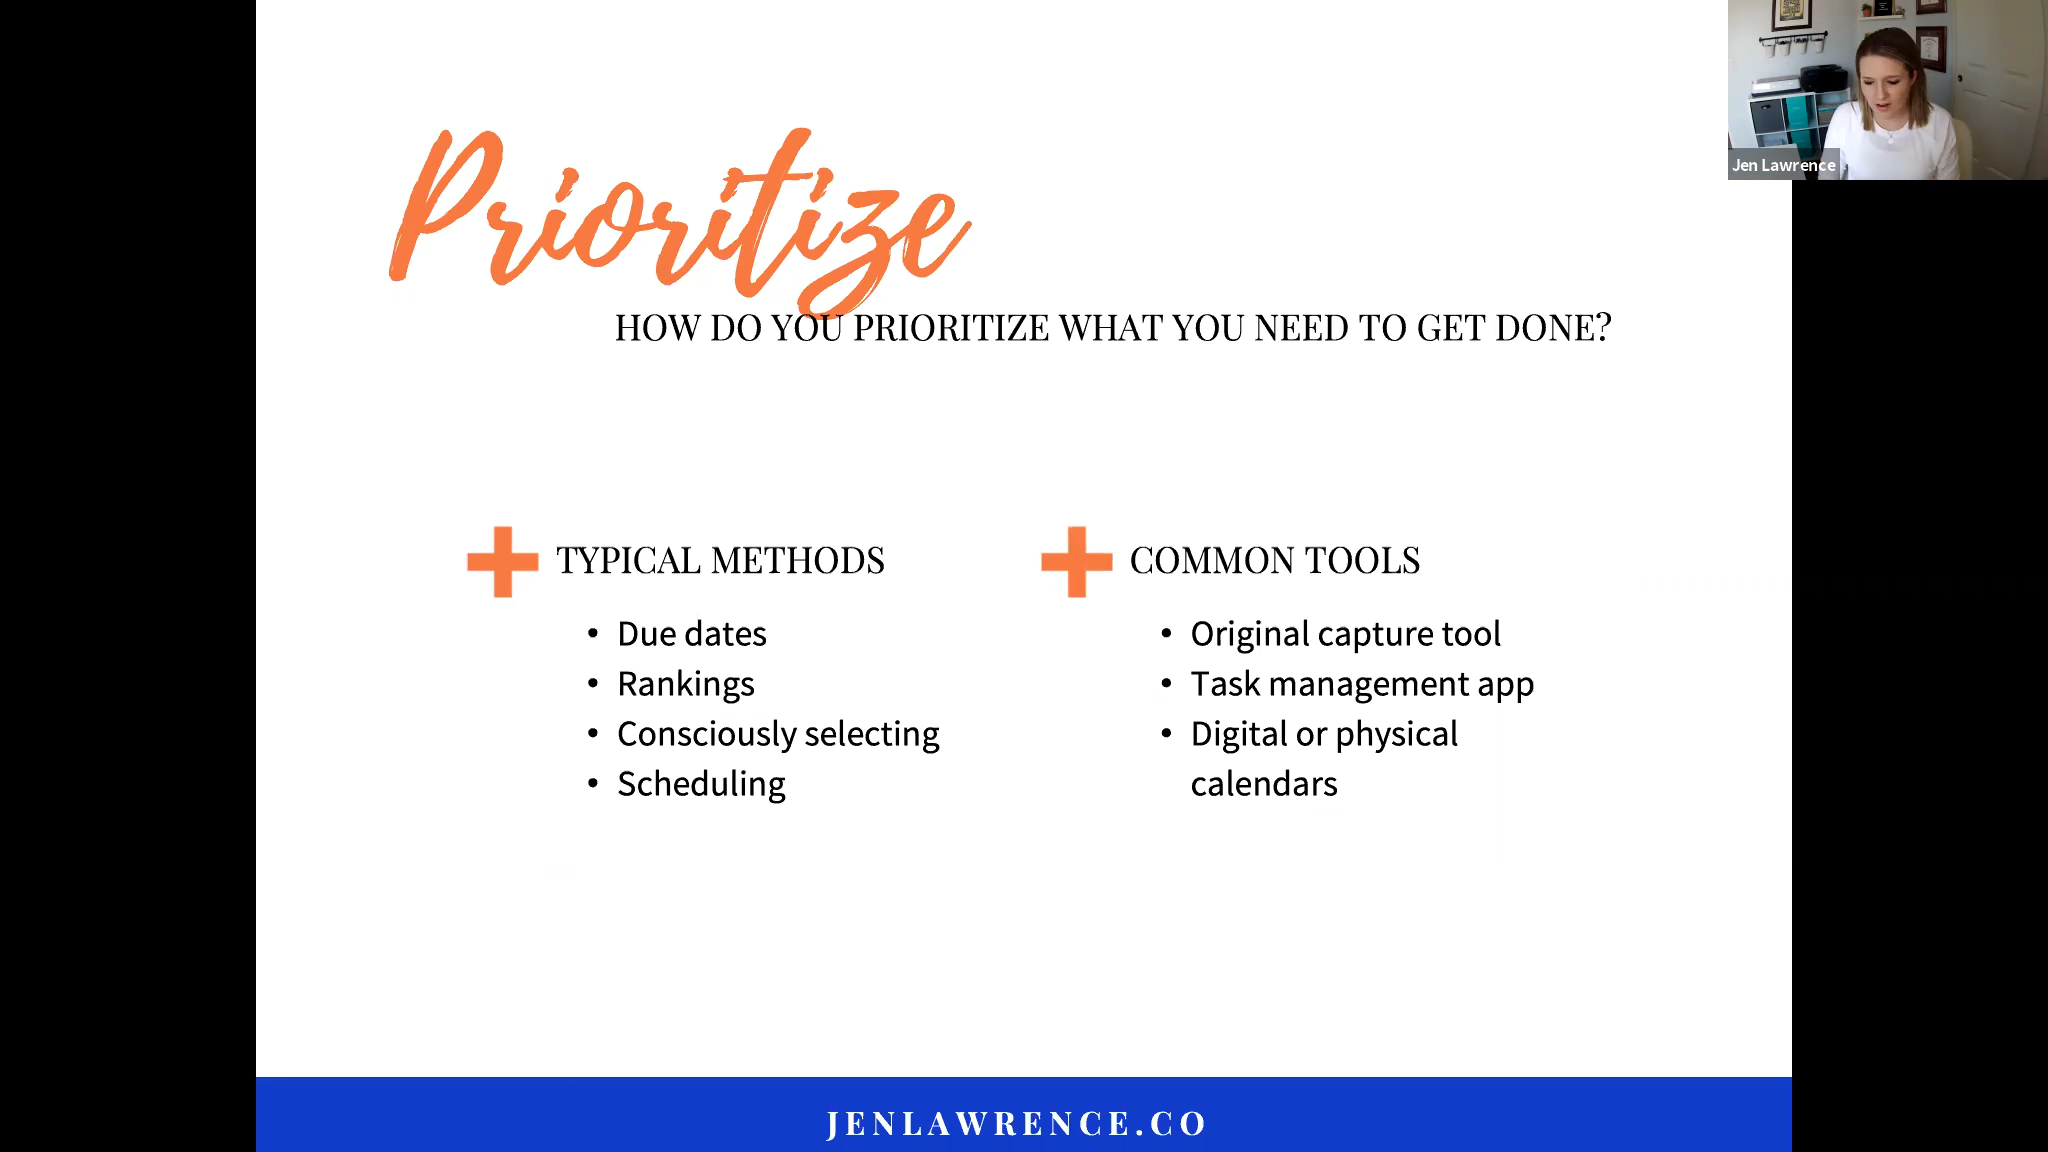 Prioritize
HOW DO YOU PRIORITIZE WHAT YOU NEED TO GET DONE?
TYPICAL METHODS
• Due dates
• Rankings
• Consciously selecting
• Scheduling
COMMON TOOLS
• Original capture tool
• Task management app
• Digital or physical
calendars
JENLAWRENCE.CO
Jen Lawrence